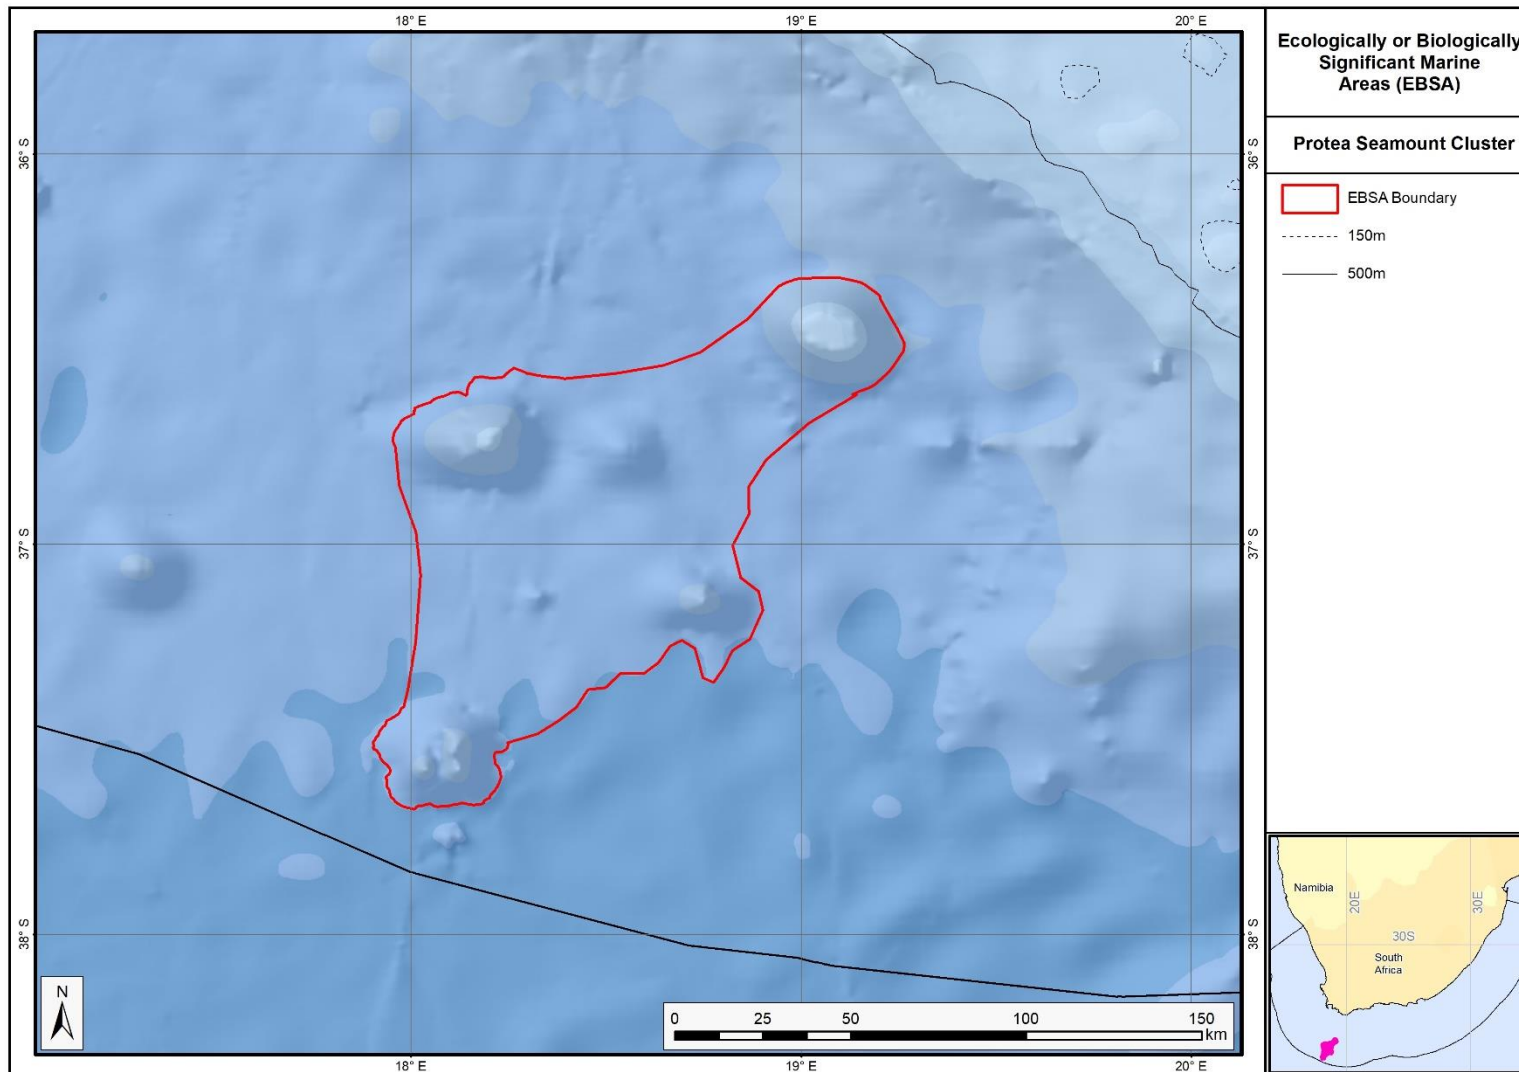 18° E
19° E
20° E
36° S
36° S
37° S
37° S
38° S
38° S
18° E
19° E
20° E
N
0
25
50
100
150
km
Ecologically or Biologically
Significant Marine
Areas (EBSA)
Protea Seamount Cluster
EBSA Boundary
150m
500m
Namibia
20E
30E
30S
South
Africa